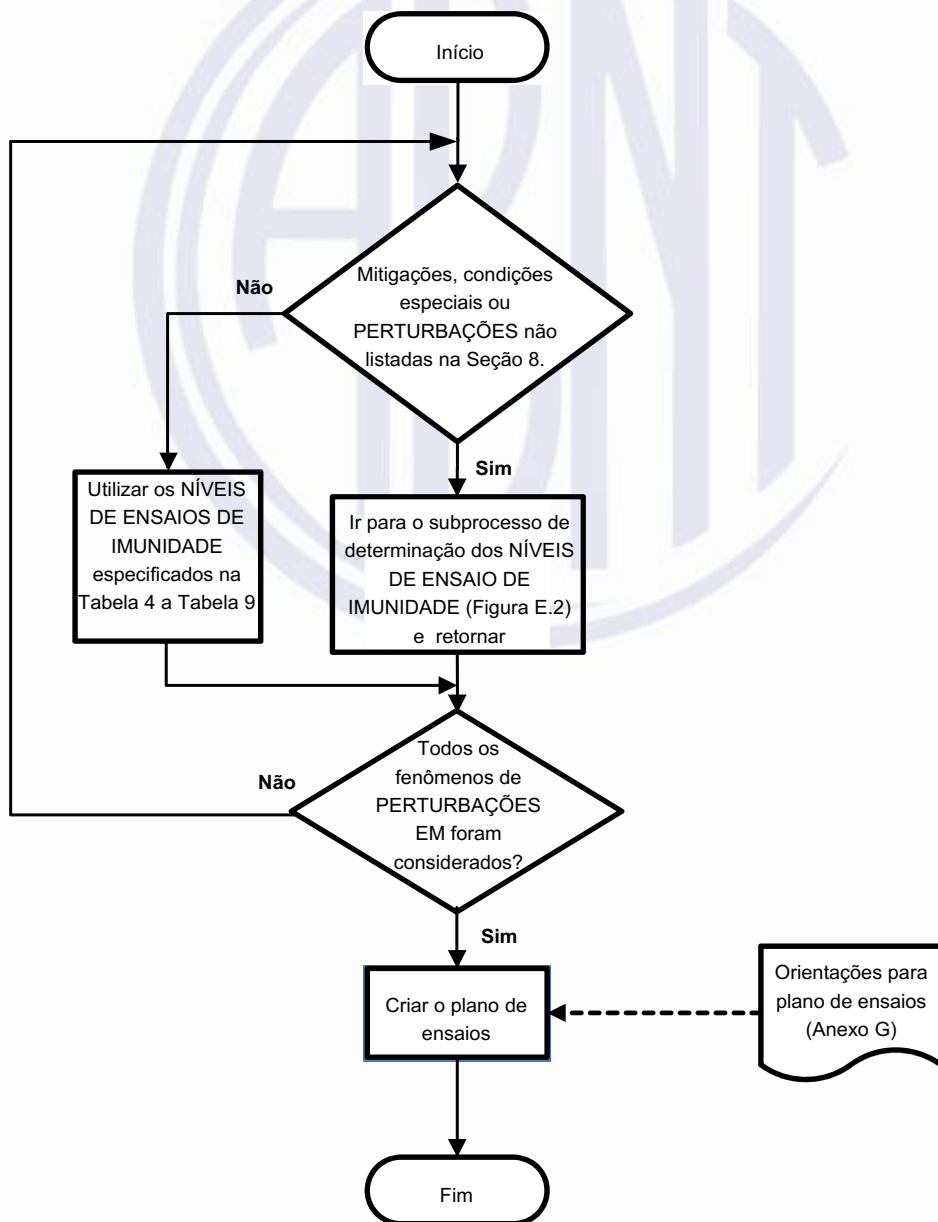 Início
Mitigações, condições
especiais ou
PERTURBAÇÕES não
listadas na Seção 8.
Não
Sim
Utilizar os NÍVEIS
DE ENSAIOS DE
IMUNIDADE
especificados na
Tabela 4 a Tabela 9
Ir para o subprocesso de
determinação dos NÍVEIS
DE ENSAIO DE
IMUNIDADE (Figura E.2)
e retornar
Todos os
fenômenos de
PERTURBAÇÕES
EM foram
considerados?
Não
Sim
Criar o plano de
ensaios
Orientações para
plano de ensaios
(Anexo G)
Fim
ABNT